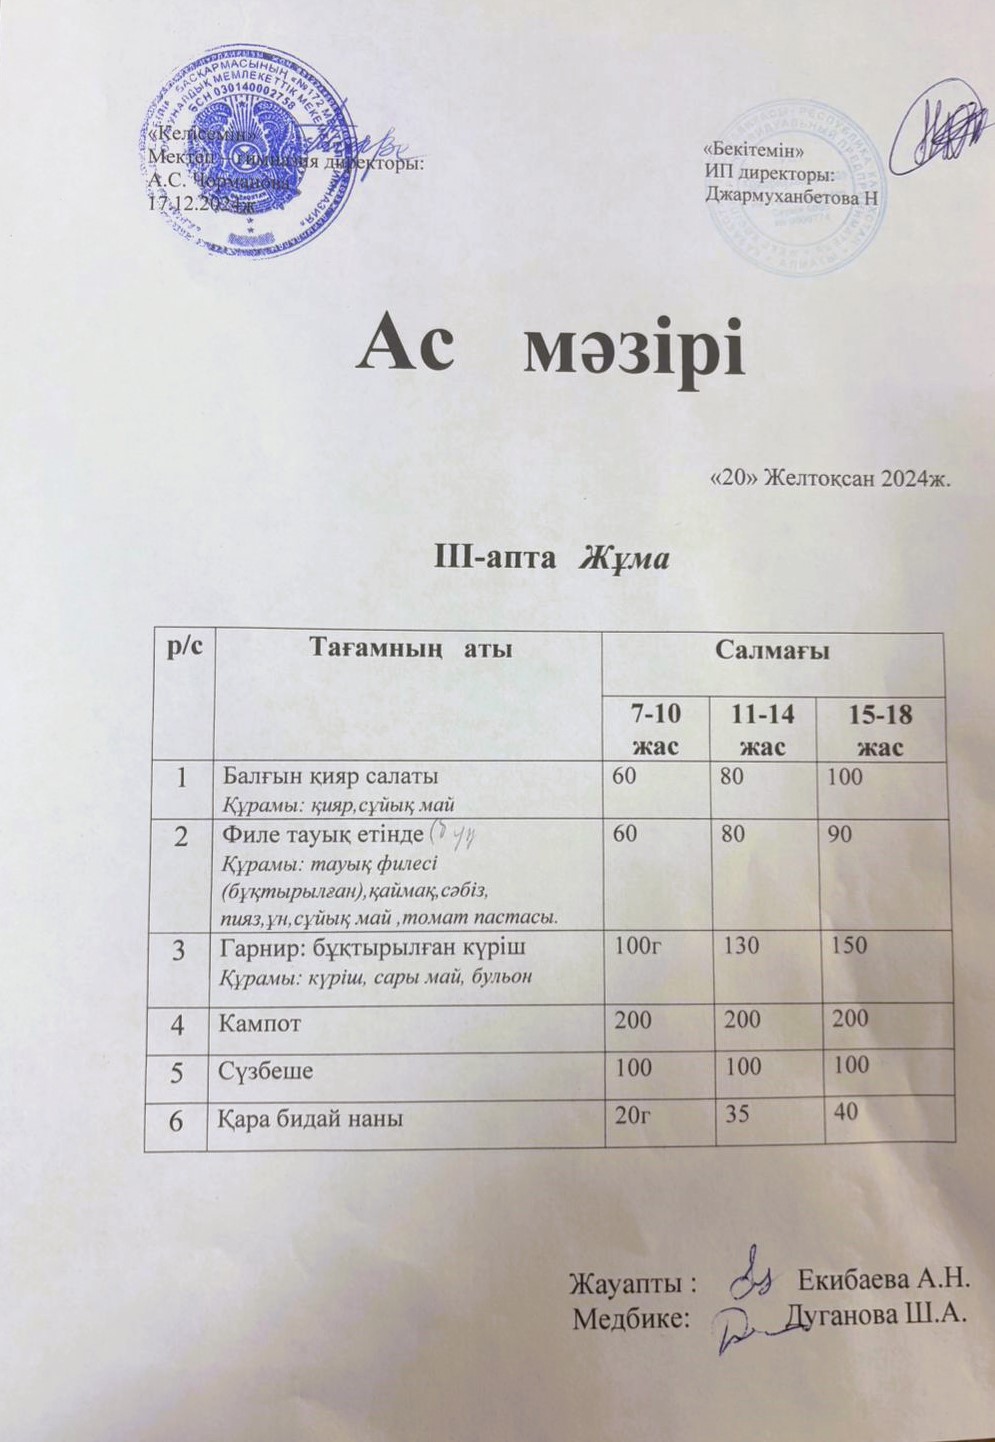 «Келісемін»
Мектеп – гимназия директоры:
А.С. Чорманова
17.12.2024ж
«Бекітемін»
ИП директоры:
Джармуханбетова Н
БСН 030140002758
Ас мәзірі
«20» Желтоқсан 2024ж.
III-апта Жұма
р/с Тағамның аты Салмағы
7-10 жас 11-14 жас 15-18 жас
1 Балғын қияр салаты 60 80 100
Құрамы: қияр,сұйық май
2 Филе тауық етінде 60 80 90
Құрамы: тауық филесі
(бұқтырылған),қаймақ,сәбіз,
пияз,ұн,сұйық май ,томат пастасы.
3 Гарнир: бұқтырылған күріш 100г 130 150
Құрамы: күріш, сары май, бульон
4 Кампот 200 200 200
5 Сүзбеше 100 100 100
6 Қара бидай наны 20г 35 40
Жауапты : Екибаева А.Н.
Медбике: Дуганова Ш.А.